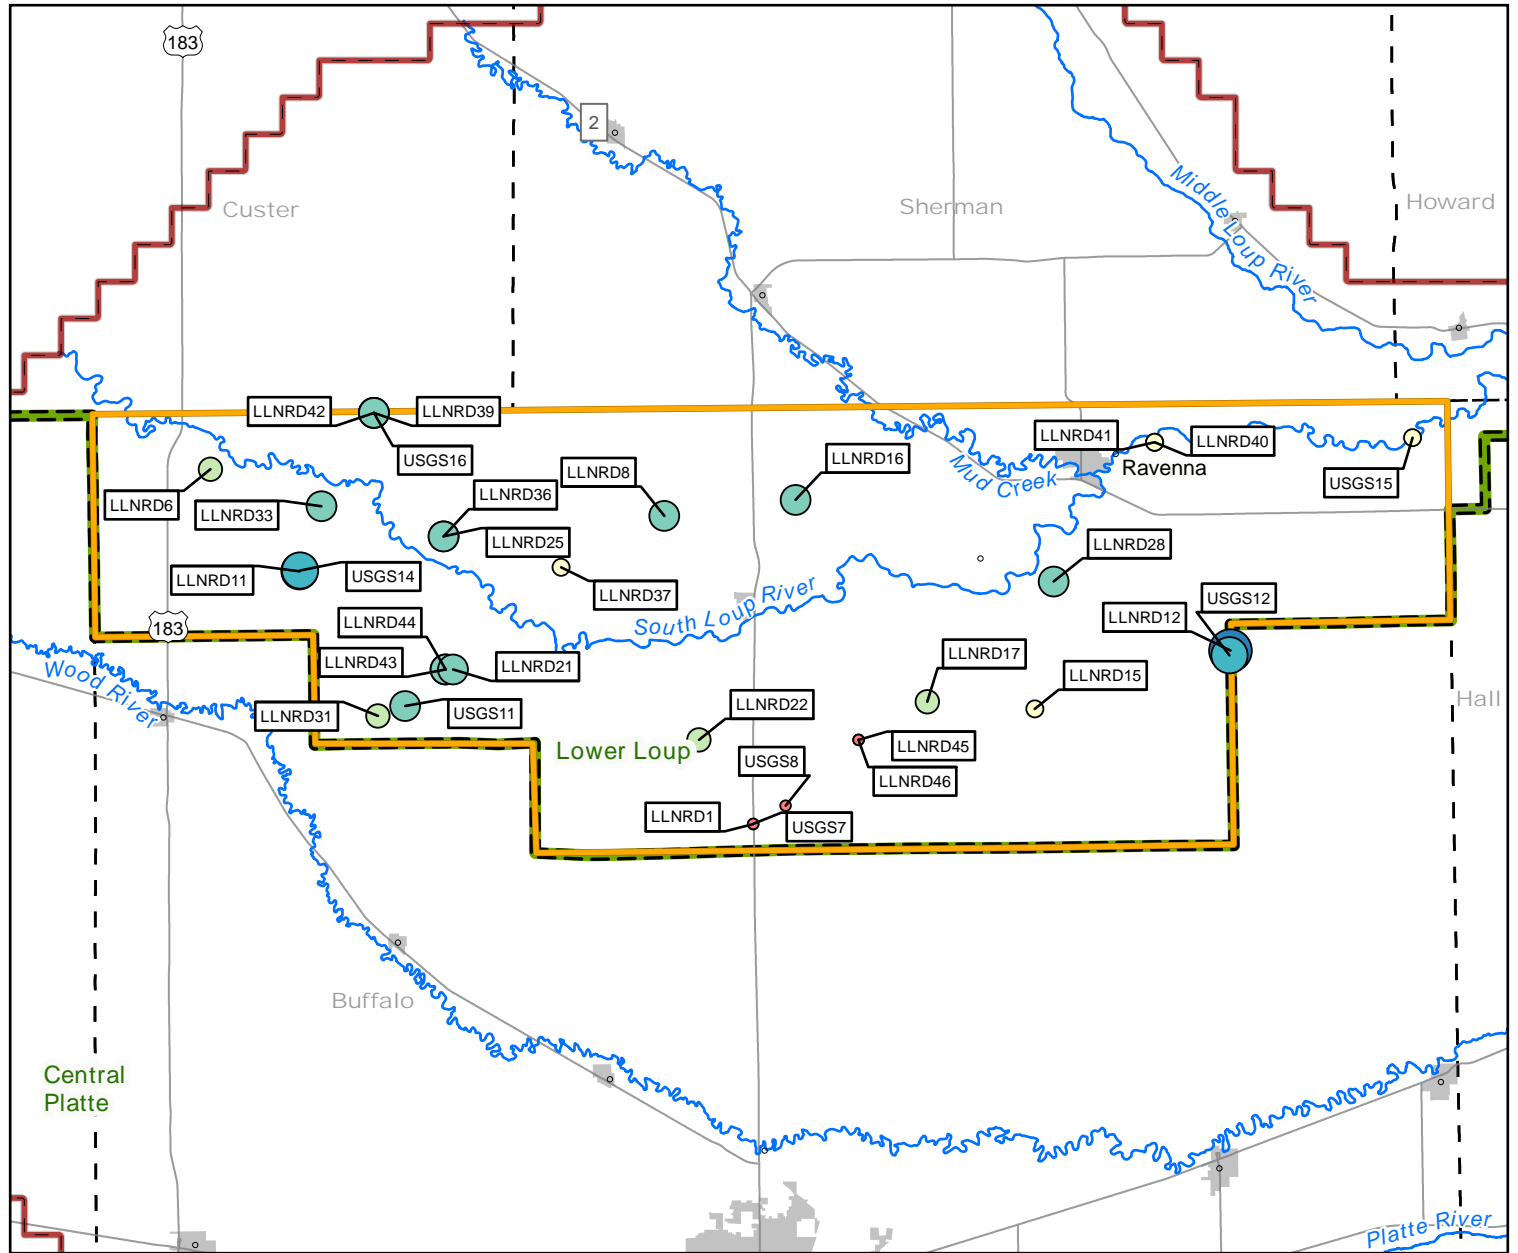 183
2
Custer
Sherman
Howard
Middle Loup River
LLNRD42
LLNRD39
USGS16
LLNRD6
LLNRD33
LLNRD36
LLNRD25
LLNRD8
LLNRD16
LLNRD41
LLNRD40
Ravenna
Mud Creek
USGS15
LLNRD11
USGS14
LLNRD37
LLNRD28
South Loup River
USGS12
LLNRD12
183
LLNRD44
LLNRD43
LLNRD21
LLNRD17
LLNRD15
Wood River
LLNRD31
USGS11
LLNRD22
Hall
Lower Loup
USGS8
LLNRD45
LLNRD46
LLNRD1
USGS7
Buffalo
Central
Platte
Platte River